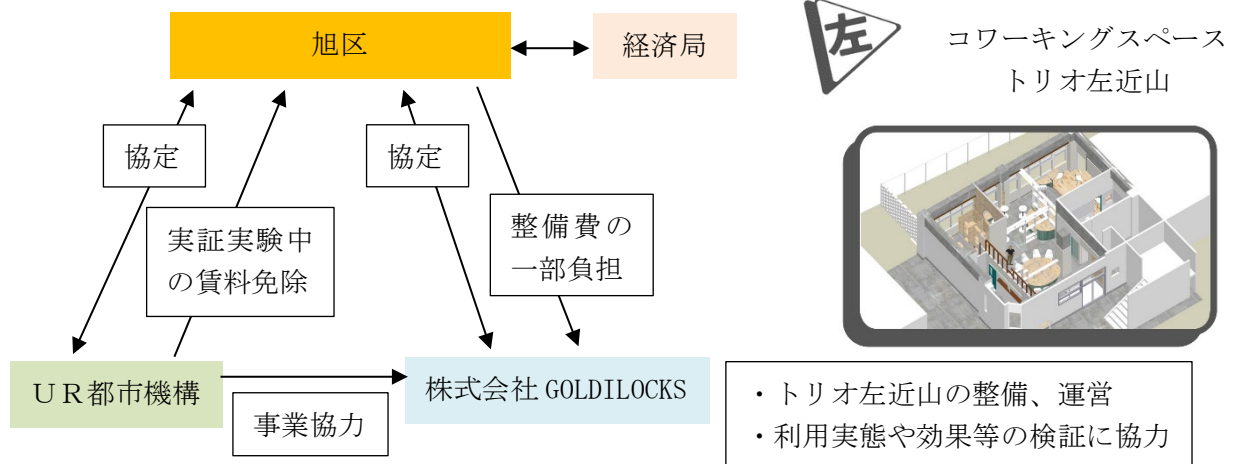 旭区
経済局
左
コワーキングスペース
トリオ左近山
協定
協定
実証実験中
の賃料免除
整備費の
一部負担
ＵＲ都市機構
株式会社 GOLDILOCKS
事業協力
・トリオ左近山の整備、運営
・利用実態や効果等の検証に協力